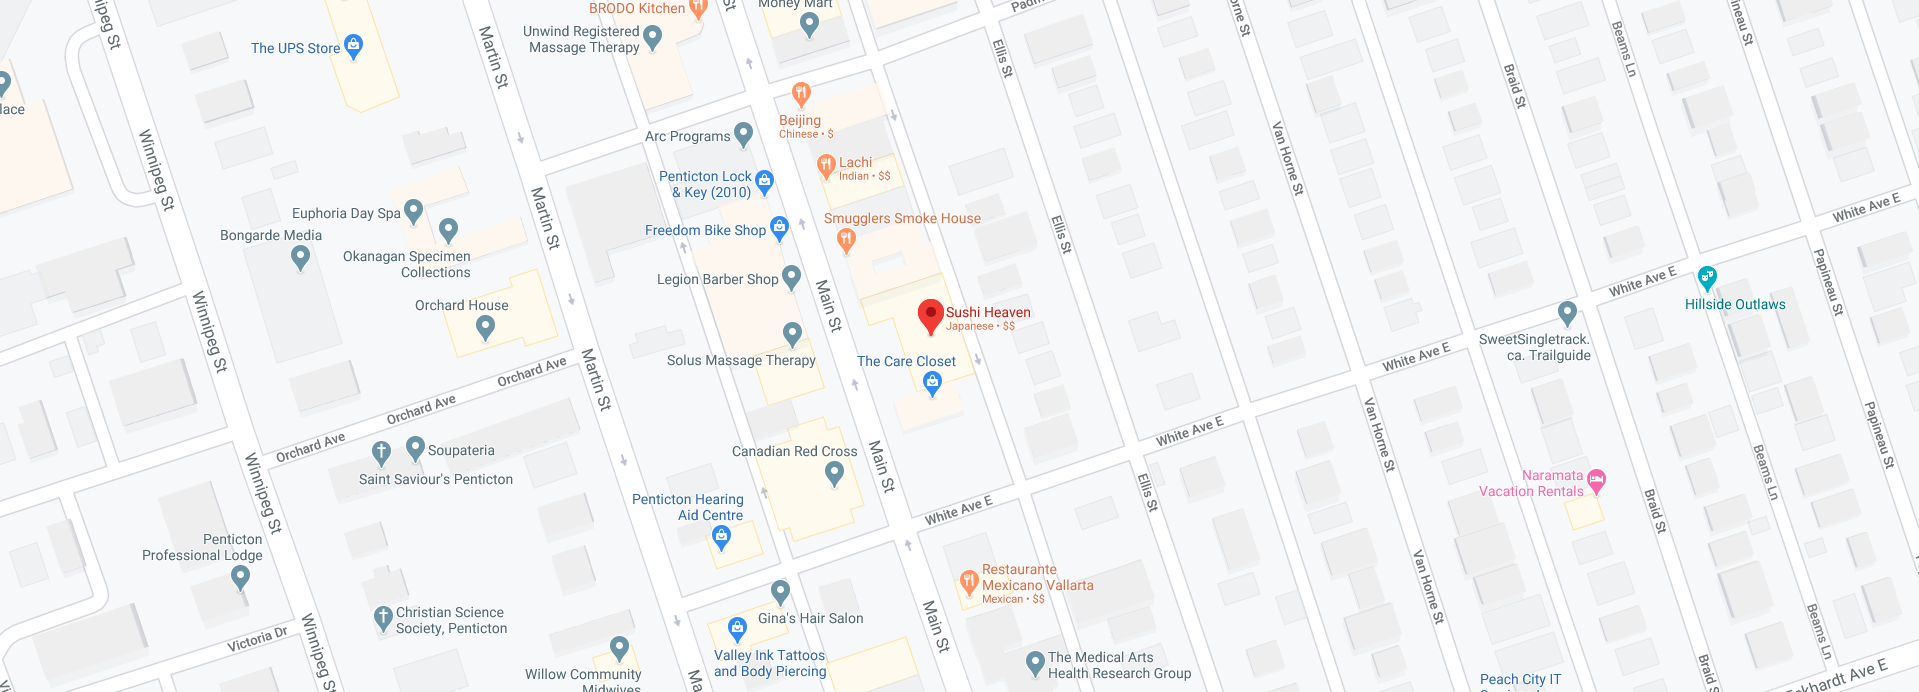 Winnipeg St
Martin St
BRODO Kitchen
St
Money Mart
Padm
The UPS Store
Unwind Registered
Massage Therapy
Ellis St
Beams Ln
Braid St
lace
Winnipeg St
Arc Programs
Beijing
Chinese • $
Van Horne St
Lachi
Indian • $$
Penticton Lock
& Key (2010)
Martin St
Euphoria Day Spa
Smugglers Smoke House
Ellis St
White Ave E
Bongarde Media
Freedom Bike Shop
Okanagan Specimen
Collections
Legion Barber Shop
White Ave E
Papineau St
Winnipeg St
Orchard House
Main St
Sushi Heaven
Japanese • $$
Hillside Outlaws
SweetSingletrack.
ca. Trailguide
Solus Massage Therapy
The Care Closet
White Ave E
Orchard Ave
Martin St
Orchard Ave
Orchard Ave
White Ave E
Van Horne St
Papineau St
Soupateria
Saint Saviour's Penticton
Canadian Red Cross
Main St
Winnipeg St
Ellis St
Naramata
Vacation Rentals
Beams Ln
Penticton Hearing
Aid Centre
White Ave E
Braid St
Penticton
Professional Lodge
Restaurante
Mexicano Vallarta
Mexican • $$
Van Horne St
Christian Science
Society, Penticton
Gina's Hair Salon
Main St
Beams Ln
Victoria Dr
Winnipeg St
Valley Ink Tattoos
and Body Piercing
The Medical Arts
Health Research Group
Willow Community
Midwives
Ma
Peach City IT
Braid S
Eckhardt Ave E